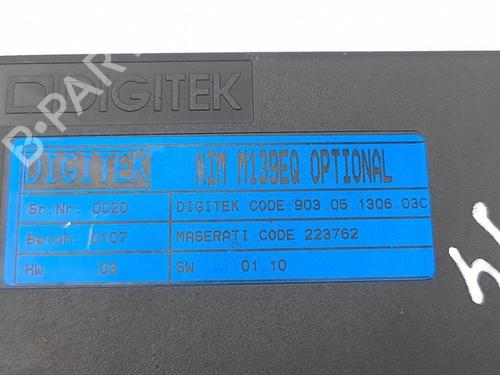 DIGITEK
B-PARTS
DIGITEK NIM M139EQ OPTIONAL
Sr.Nr: 0020 DIGITEK CODE:903.05.1306.03C
Batch: 0107 MASERATI CODE 223762
HW 03 SW 01.10